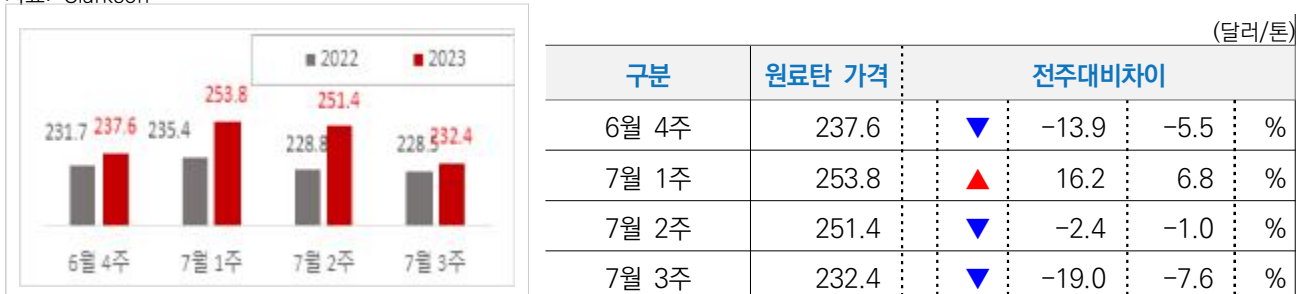 ■ 2022 ■ 2023
231.7 237.6 235.4 253.8 228.8 251.4 228.5 232.4
6월 4주 7월 1주 7월 2주 7월 3주
(달러/톤)
구분 원료탄 가격 전주대비차이
6월 4주 237.6 ▼ -13.9 -5.5 %
7월 1주 253.8 ▲ 16.2 6.8 %
7월 2주 251.4 ▼ -2.4 -1.0 %
7월 3주 232.4 ▼ -19.0 -7.6 %